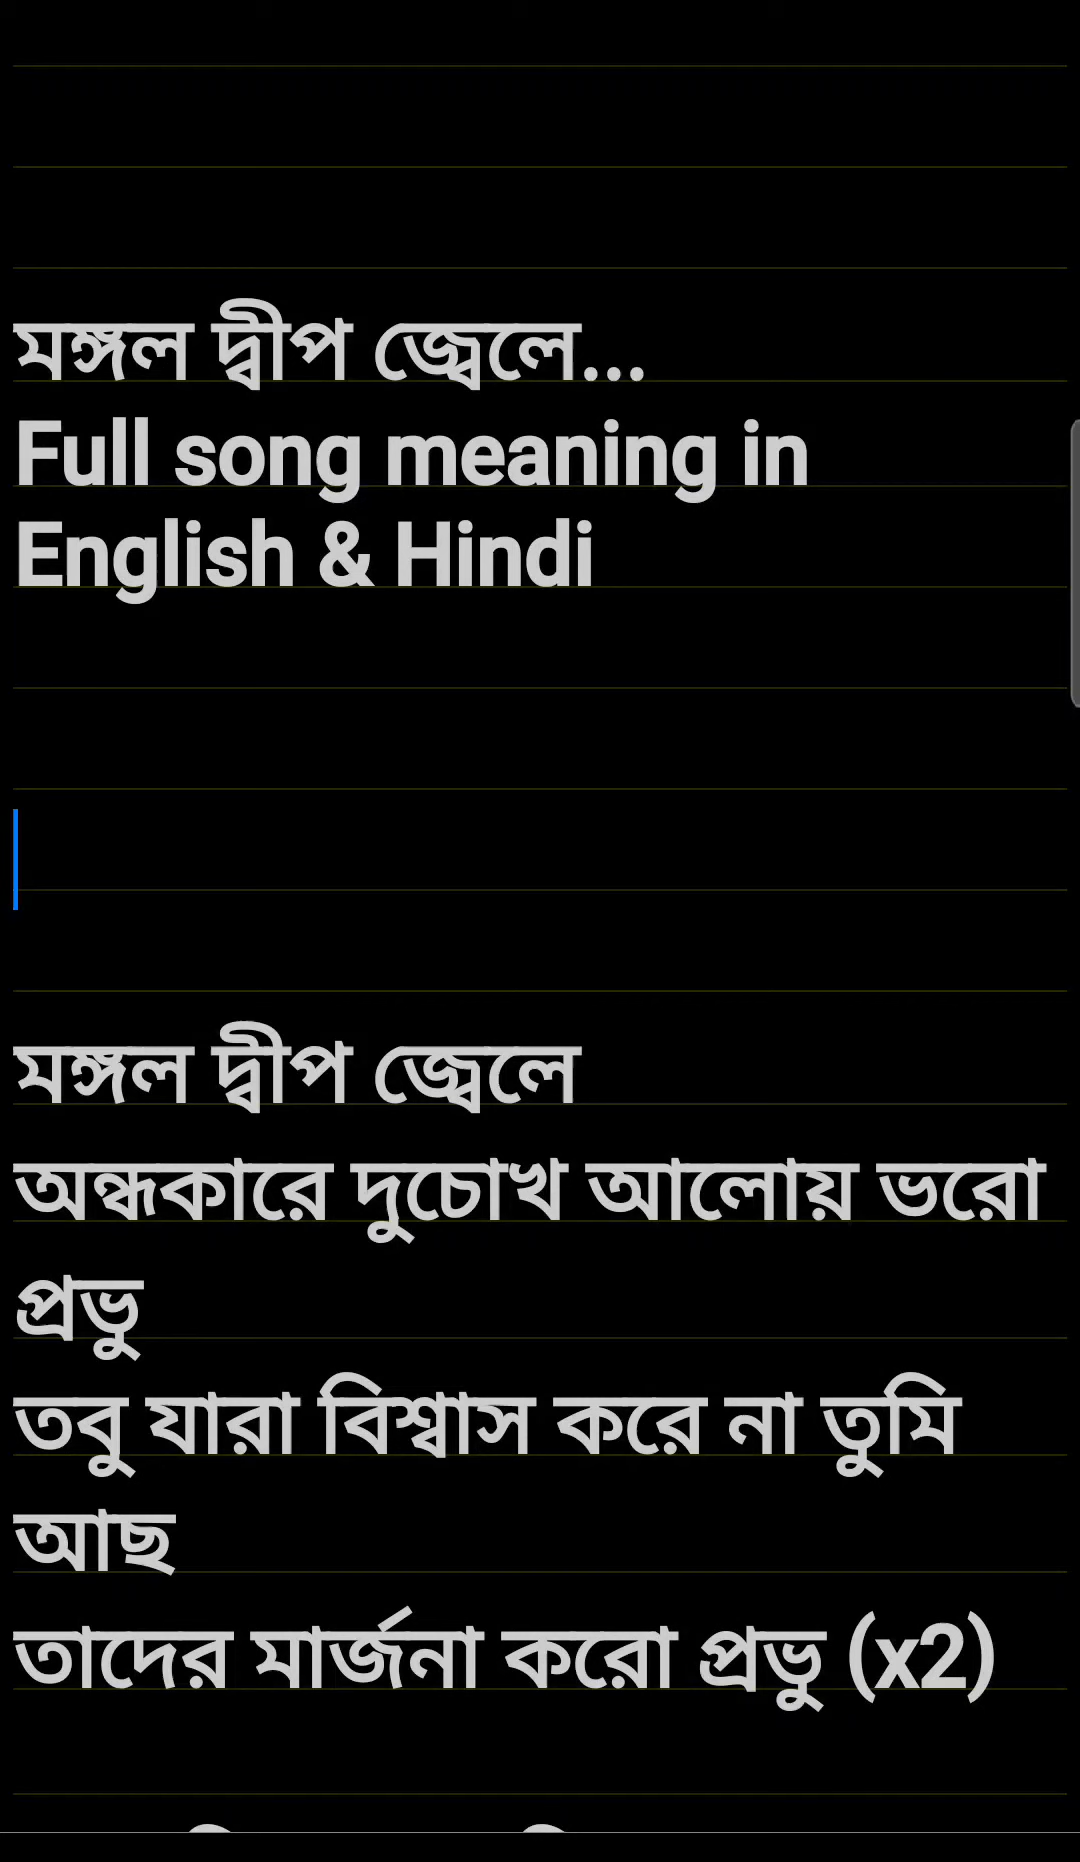 মঙ্গল দ্বীপ জ্বেলে...
Full song meaning in
English & Hindi
মঙ্গল দ্বীপ জ্বেলে
অন্ধকারে দুচোখ আলোয় ভরো
প্রভু
তবু যারা বিশ্বাস করে না তুমি
আছ
তাদের মার্জনা করো প্রভু (x2)